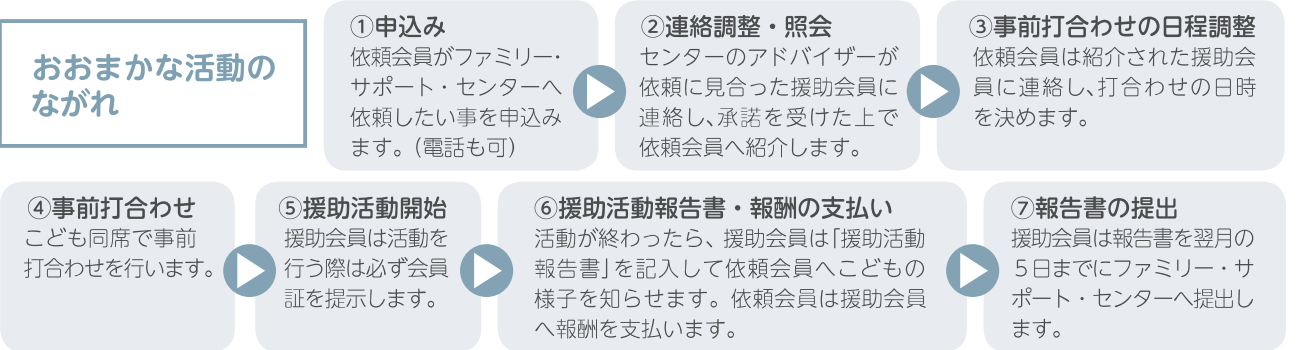 おおまかな活動の
ながれ
①申込み
依頼会員がファミリー・
サポート・センターへ
依頼したい事を申込み
ます。（電話も可）
②連絡調整・照会
センターのアドバイザーが
依頼に見合った援助会員に
連絡し、承諾を受けた上で
依頼会員へ紹介します。
③事前打合わせの日程調整
依頼会員は紹介された援助会
員に連絡し、打合わせの日時
を決めます。
④事前打合わせ
こども同席で事前
打合わせを行います。
⑤援助活動開始
援助会員は活動を
行う際は必ず会員
証を提示します。
⑥援助活動報告書・報酬の支払い
活動が終わったら、援助会員は「援助活動
報告書」を記入して依頼会員へこどもの
様子を知らせます。依頼会員は援助会員
へ報酬を支払います。
⑦報告書の提出
援助会員は報告書を翌月の
５日までにファミリー・サ
ポート・センターへ提出し
ます。